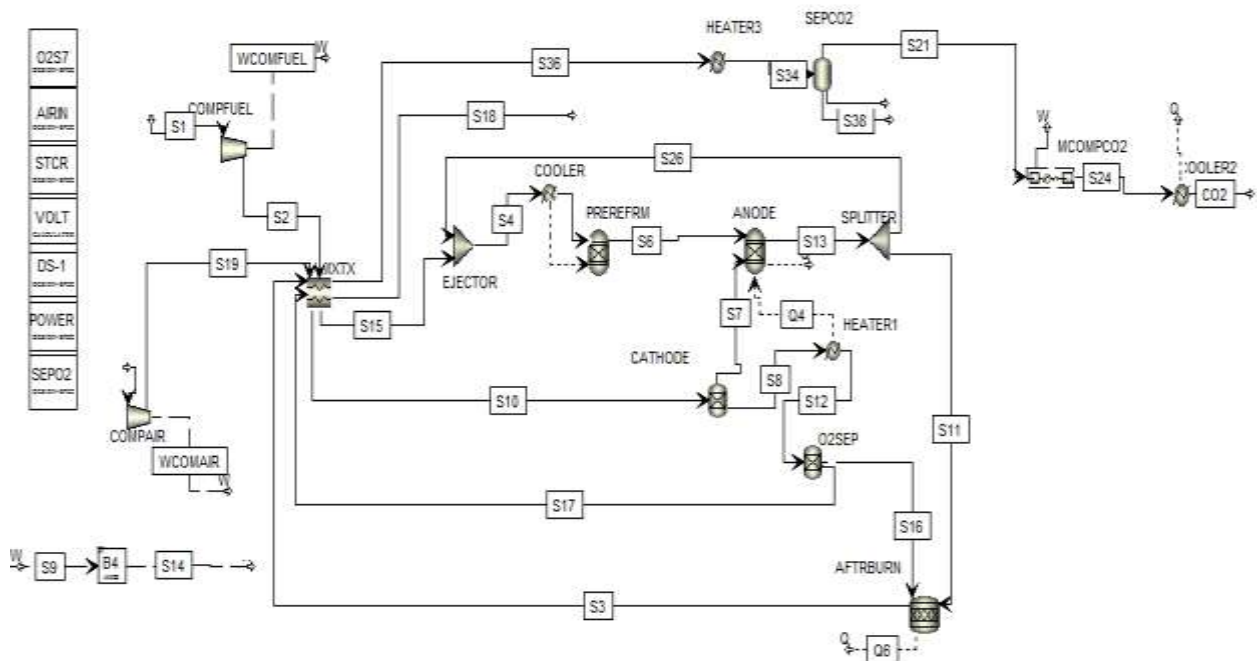 HEATER3
SEPCO2
S21
O2S7
WCOMFUEL
W
S36
S34
COMPFUEL
AIRIN
S1
S18
S38
W
Q
S26
MCOMPCO2
STCR
COOLER
OOLER2
S24
CO2
S4
PREREFRM
ANODE
SPLITTER
VOLT
S2
S6
S13
S19
DS-1
EJECTOR
S15
S7
Q4
HEATER1
POWER
CATHODE
S8
SEPO2
S10
S12
S11
COMPAIR
O2SEP
WCOMAIR
W
S17
S16
W
S9
B4
S14
AFTRBURN
S3
Q
Q6